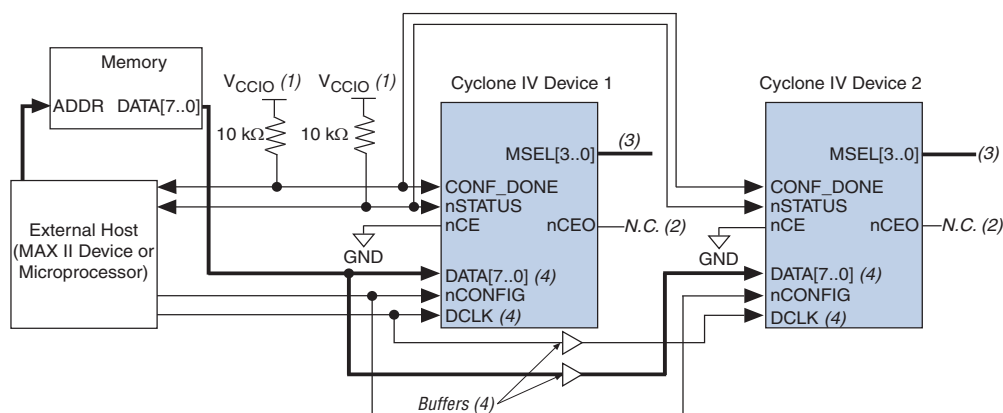 Memory
ADDR DATA[7..0]
V_CCIO (1)
V_CCIO (1)
10 kΩ
10 kΩ
Cyclone IV Device 1
Cyclone IV Device 2
External Host
(MAX II Device or
Microprocessor)
MSEL[3..0]
(3)
CONF_DONE
nSTATUS
nCE
nCEO
N.C. (2)
GND
DATA[7..0] (4)
nCONFIG
DCLK (4)
MSEL[3..0]
(3)
CONF_DONE
nSTATUS
nCE
nCEO
N.C. (2)
GND
DATA[7..0] (4)
nCONFIG
DCLK (4)
Buffers (4)